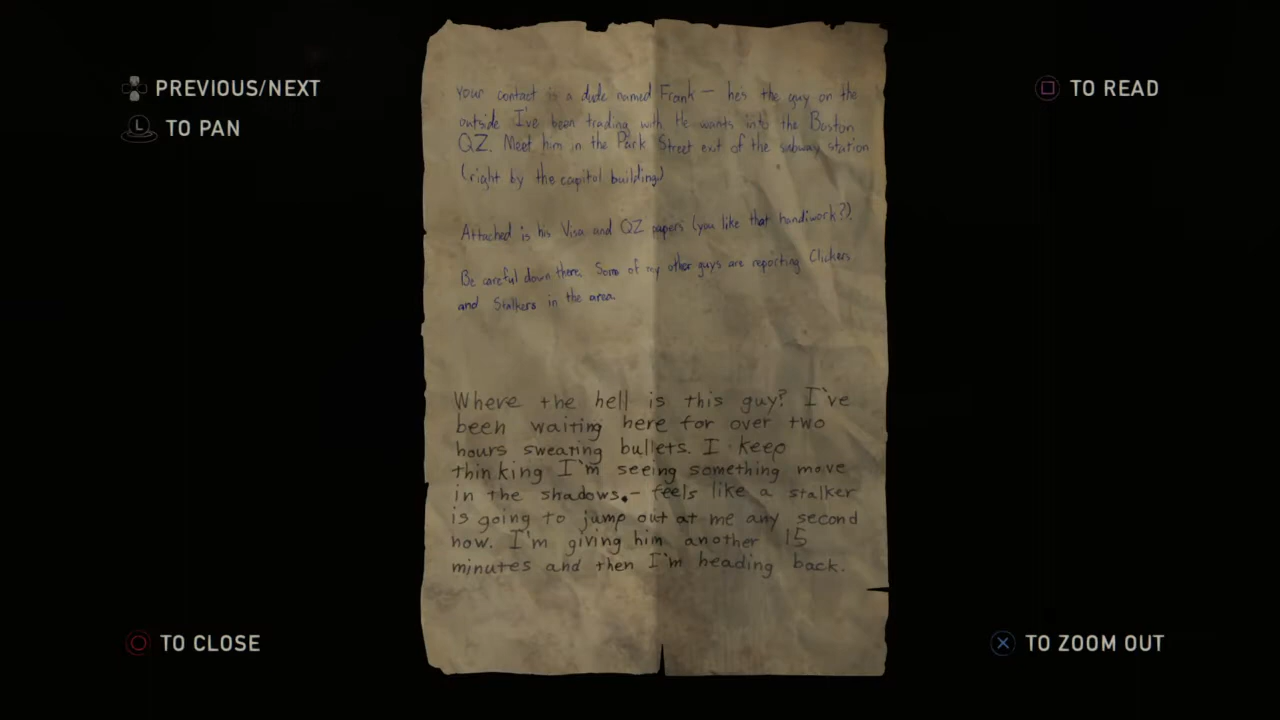 PREVIOUS/NEXT
L TO PAN
TO READ
Your contact is a dude named Frank — he's the guy on the
outside I've been trading with. He wants into the Boston
QZ. Meet him in the Park Street exit of the subway station
(right by the capitol building)
Attached is his Visa and QZ papers (you like that handiwork?).
Be careful down there. Some of my other guys are reporting Clickers
and Stalkers in the area.
Where the hell is this guy? I've
been waiting here for over two
hours swearing bullets. I keep
thinking I'm seeing something move
in the shadows. - feels like a stalker
is going to jump out at me any second
now. I'm giving him another 15
minutes and then I'm heading back.
TO CLOSE
TO ZOOM OUT